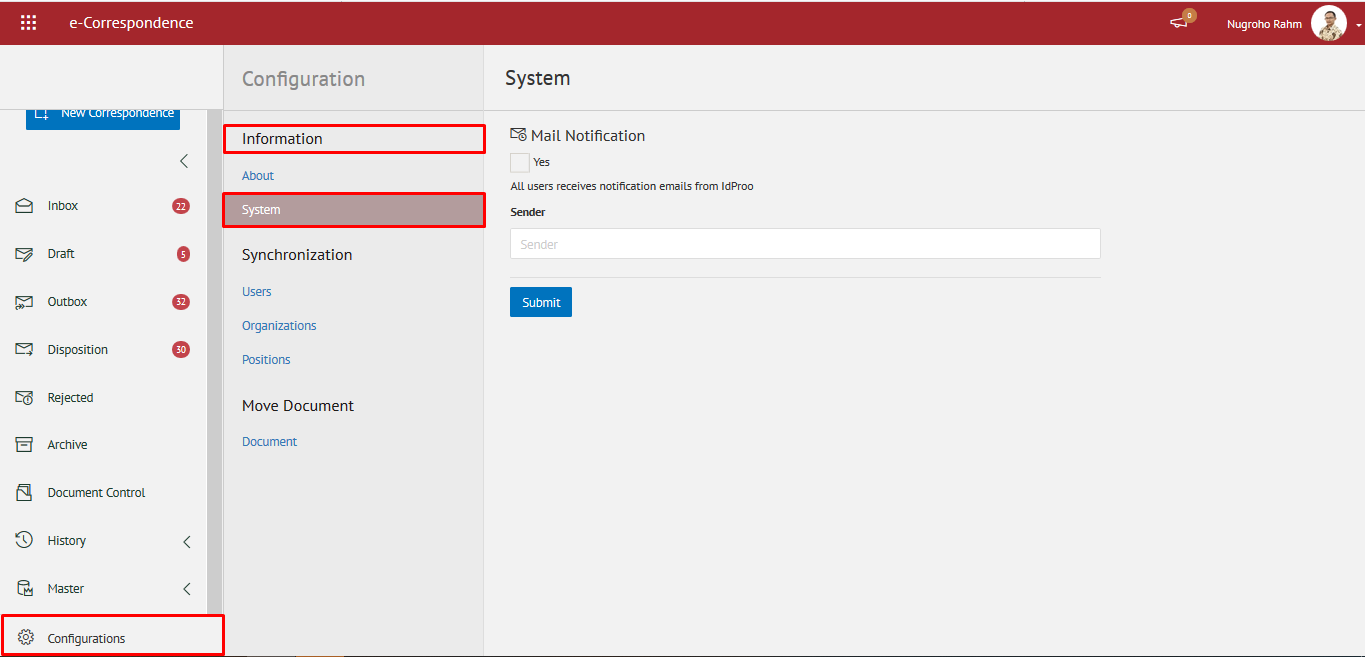 e-Correspondence
0
Nugroho Rahm
New Correspondence
Inbox 22
Draft 5
Outbox 32
Disposition 30
Rejected
Archive
Document Control
History
Master
Configurations
Configuration
Information
About
System
Synchronization
Users
Organizations
Positions
Move Document
Document
System
Mail Notification
Yes
All users receives notification emails from IdProo
Sender
Sender
Submit